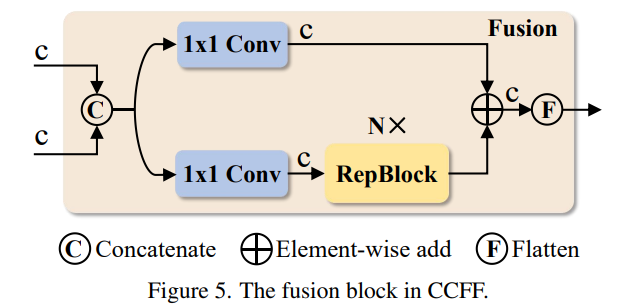 Fusion
c
1x1 Conv
c
C
c
F
c
N×
1x1 Conv
c
RepBlock
C Concatenate
Element-wise add
F Flatten
Figure 5. The fusion block in CCFF.